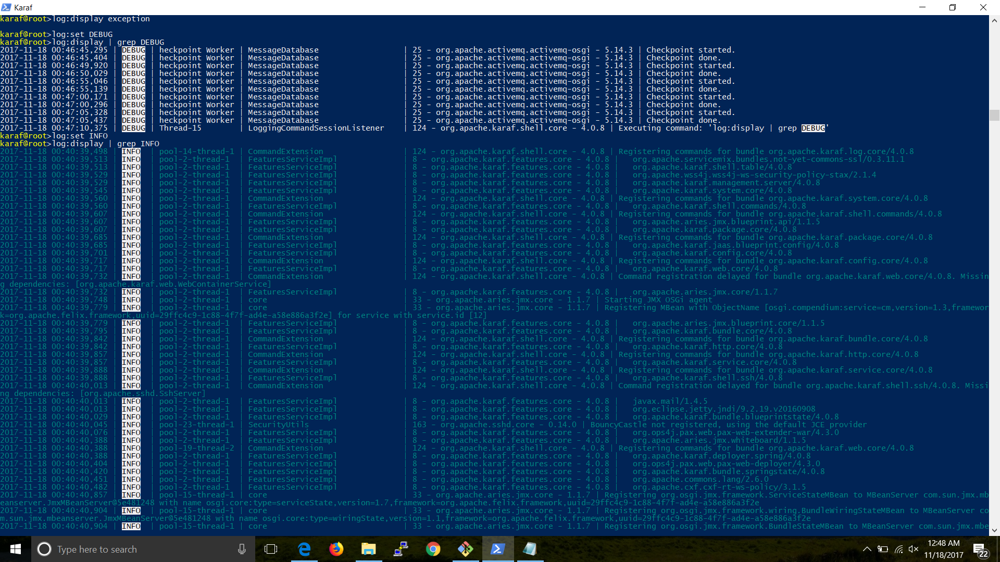 Karaf
karaf@root>log:display exception
karaf@root>log:set DEBUG
karaf@root>log:display | grep DEBUG
2017-11-18 00:46:45,295 | DEBUG | heckpoint Worker | MessageDatabase                  | 25 - org.apache.activemq.activemq-osgi - 5.14.3 | Checkpoint started.
2017-11-18 00:46:45,404 | DEBUG | heckpoint Worker | MessageDatabase                  | 25 - org.apache.activemq.activemq-osgi - 5.14.3 | Checkpoint done.
2017-11-18 00:46:49,920 | DEBUG | heckpoint Worker | MessageDatabase                  | 25 - org.apache.activemq.activemq-osgi - 5.14.3 | Checkpoint started.
2017-11-18 00:46:50,029 | DEBUG | heckpoint Worker | MessageDatabase                  | 25 - org.apache.activemq.activemq-osgi - 5.14.3 | Checkpoint done.
2017-11-18 00:46:55,046 | DEBUG | heckpoint Worker | MessageDatabase                  | 25 - org.apache.activemq.activemq-osgi - 5.14.3 | Checkpoint started.
2017-11-18 00:46:55,139 | DEBUG | heckpoint Worker | MessageDatabase                  | 25 - org.apache.activemq.activemq-osgi - 5.14.3 | Checkpoint done.
2017-11-18 00:47:00,171 | DEBUG | heckpoint Worker | MessageDatabase                  | 25 - org.apache.activemq.activemq-osgi - 5.14.3 | Checkpoint started.
2017-11-18 00:47:00,296 | DEBUG | heckpoint Worker | MessageDatabase                  | 25 - org.apache.activemq.activemq-osgi - 5.14.3 | Checkpoint done.
2017-11-18 00:47:05,328 | DEBUG | heckpoint Worker | MessageDatabase                  | 25 - org.apache.activemq.activemq-osgi - 5.14.3 | Checkpoint started.
2017-11-18 00:47:05,437 | DEBUG | heckpoint Worker | MessageDatabase                  | 25 - org.apache.activemq.activemq-osgi - 5.14.3 | Checkpoint done.
2017-11-18 00:47:10,375 | DEBUG | Thread-15        | LoggingCommandSessionListener    | 124 - org.apache.karaf.shell.core - 4.0.8 | Executing command: 'log:display | grep DEBUG'
karaf@root>log:set INFO
karaf@root>log:display | grep INFO
2017-11-18 00:40:39,498 | INFO  | pool-14-thread-1 | CommandExtension                 | 124 - org.apache.karaf.shell.core - 4.0.8 | Registering commands for bundle org.apache.karaf.log.core/4.0.8
2017-11-18 00:40:39,513 | INFO  | pool-2-thread-1  | FeaturesServiceImpl              | 8 - org.apache.karaf.features.core - 4.0.8 |   org.apache.servicemix.bundles.not-yet-commons-ssl/0.3.11.1
2017-11-18 00:40:39,513 | INFO  | pool-2-thread-1  | FeaturesServiceImpl              | 8 - org.apache.karaf.features.core - 4.0.8 |   org.apache.karaf.shell.table/4.0.8
2017-11-18 00:40:39,529 | INFO  | pool-2-thread-1  | FeaturesServiceImpl              | 8 - org.apache.karaf.features.core - 4.0.8 |   org.apache.wss4j.wss4j-ws-security-policy-stax/2.1.4
2017-11-18 00:40:39,529 | INFO  | pool-2-thread-1  | FeaturesServiceImpl              | 8 - org.apache.karaf.features.core - 4.0.8 |   org.apache.karaf.management.server/4.0.8
2017-11-18 00:40:39,545 | INFO  | pool-2-thread-1  | FeaturesServiceImpl              | 8 - org.apache.karaf.features.core - 4.0.8 |   org.apache.karaf.system.core/4.0.8
2017-11-18 00:40:39,560 | INFO  | pool-2-thread-1  | CommandExtension                 | 124 - org.apache.karaf.shell.core - 4.0.8 | Registering commands for bundle org.apache.karaf.system.core/4.0.8
2017-11-18 00:40:39,560 | INFO  | pool-2-thread-1  | FeaturesServiceImpl              | 8 - org.apache.karaf.features.core - 4.0.8 |   org.apache.karaf.shell.commands/4.0.8
2017-11-18 00:40:39,607 | INFO  | pool-2-thread-1  | CommandExtension                 | 124 - org.apache.karaf.shell.core - 4.0.8 | Registering commands for bundle org.apache.karaf.shell.commands/4.0.8
2017-11-18 00:40:39,607 | INFO  | pool-2-thread-1  | FeaturesServiceImpl              | 8 - org.apache.karaf.features.core - 4.0.8 |   org.apache.aries.jmx.blueprint.api/1.1.5
2017-11-18 00:40:39,607 | INFO  | pool-2-thread-1  | FeaturesServiceImpl              | 8 - org.apache.karaf.features.core - 4.0.8 |   org.apache.karaf.package.core/4.0.8
2017-11-18 00:40:39,685 | INFO  | pool-2-thread-1  | CommandExtension                 | 124 - org.apache.karaf.shell.core - 4.0.8 | Registering commands for bundle org.apache.karaf.package.core/4.0.8
2017-11-18 00:40:39,685 | INFO  | pool-2-thread-1  | FeaturesServiceImpl              | 8 - org.apache.karaf.features.core - 4.0.8 |   org.apache.karaf.jaas.blueprint.config/4.0.8
2017-11-18 00:40:39,701 | INFO  | pool-2-thread-1  | FeaturesServiceImpl              | 8 - org.apache.karaf.features.core - 4.0.8 |   org.apache.karaf.config.core/4.0.8
2017-11-18 00:40:39,717 | INFO  | pool-2-thread-1  | CommandExtension                 | 124 - org.apache.karaf.shell.core - 4.0.8 | Registering commands for bundle org.apache.karaf.config.core/4.0.8
2017-11-18 00:40:39,717 | INFO  | pool-2-thread-1  | FeaturesServiceImpl              | 8 - org.apache.karaf.features.core - 4.0.8 |   org.apache.karaf.web.core/4.0.8
2017-11-18 00:40:39,732 | INFO  | pool-2-thread-1  | CommandExtension                 | 124 - org.apache.karaf.shell.core - 4.0.8 | Command registration delayed for bundle org.apache.karaf.web.core/4.0.8. Missin
g dependencies: [org.apache.karaf.web.WebContainerService]
2017-11-18 00:40:39,732 | INFO  | pool-2-thread-1  | FeaturesServiceImpl              | 8 - org.apache.karaf.features.core - 4.0.8 |   org.apache.aries.jmx.core/1.1.7
2017-11-18 00:40:39,748 | INFO  | pool-2-thread-1  | core                             | 33 - org.apache.aries.jmx.core - 1.1.7 | Starting JMX OSGi agent
2017-11-18 00:40:39,779 | INFO  | pool-2-thread-1  | core                             | 33 - org.apache.aries.jmx.core - 1.1.7 | Registering MBean with ObjectName [osgi.compendium:service=cm,version=1.3,framewor
k=org.apache.felix.framework,uuid=29ffc4c9-1c88-4f7f-ad4e-a58e886a3f2e] for service with service.id [12]
2017-11-18 00:40:39,779 | INFO  | pool-2-thread-1  | FeaturesServiceImpl              | 8 - org.apache.karaf.features.core - 4.0.8 |   org.apache.aries.jmx.blueprint.core/1.1.5
2017-11-18 00:40:39,795 | INFO  | pool-2-thread-1  | FeaturesServiceImpl              | 8 - org.apache.karaf.features.core - 4.0.8 |   org.apache.karaf.bundle.core/4.0.8
2017-11-18 00:40:39,842 | INFO  | pool-2-thread-1  | CommandExtension                 | 124 - org.apache.karaf.shell.core - 4.0.8 | Registering commands for bundle org.apache.karaf.bundle.core/4.0.8
2017-11-18 00:40:39,842 | INFO  | pool-2-thread-1  | FeaturesServiceImpl              | 8 - org.apache.karaf.features.core - 4.0.8 |   org.apache.karaf.http.core/4.0.8
2017-11-18 00:40:39,857 | INFO  | pool-2-thread-1  | CommandExtension                 | 124 - org.apache.karaf.shell.core - 4.0.8 | Registering commands for bundle org.apache.karaf.http.core/4.0.8
2017-11-18 00:40:39,857 | INFO  | pool-2-thread-1  | FeaturesServiceImpl              | 8 - org.apache.karaf.features.core - 4.0.8 |   org.apache.karaf.service.core/4.0.8
2017-11-18 00:40:39,888 | INFO  | pool-2-thread-1  | CommandExtension                 | 124 - org.apache.karaf.shell.core - 4.0.8 | Registering commands for bundle org.apache.karaf.service.core/4.0.8
2017-11-18 00:40:39,888 | INFO  | pool-2-thread-1  | FeaturesServiceImpl              | 8 - org.apache.karaf.features.core - 4.0.8 |   org.apache.karaf.shell.ssh/4.0.8
2017-11-18 00:40:40,013 | INFO  | pool-2-thread-1  | CommandExtension                 | 124 - org.apache.karaf.shell.core - 4.0.8 | Command registration delayed for bundle org.apache.karaf.shell.ssh/4.0.8. Missi
ng dependencies: [org.apache.sshd.SshServer]
2017-11-18 00:40:40,013 | INFO  | pool-2-thread-1  | FeaturesServiceImpl              | 8 - org.apache.karaf.features.core - 4.0.8 |   javax.mail/1.4.5
2017-11-18 00:40:40,013 | INFO  | pool-2-thread-1  | FeaturesServiceImpl              | 8 - org.apache.karaf.features.core - 4.0.8 |   org.eclipse.jetty.jndi/9.2.19.v20160908
2017-11-18 00:40:40,029 | INFO  | pool-2-thread-1  | FeaturesServiceImpl              | 8 - org.apache.karaf.features.core - 4.0.8 |   org.apache.karaf.bundle.blueprintstate/4.0.8
2017-11-18 00:40:40,045 | INFO  | pool-23-thread-1 | SecurityUtils                    | 163 - org.apache.sshd.core - 0.14.0 | BouncyCastle not registered, using the default JCE provider
2017-11-18 00:40:40,076 | INFO  | pool-2-thread-1  | FeaturesServiceImpl              | 8 - org.apache.karaf.features.core - 4.0.8 |   org.ops4j.pax.web.pax-web-extender-war/4.3.0
2017-11-18 00:40:40,388 | INFO  | pool-2-thread-1  | FeaturesServiceImpl              | 8 - org.apache.karaf.features.core - 4.0.8 |   org.apache.aries.jmx.whiteboard/1.1.5
2017-11-18 00:40:40,388 | INFO  | pool-19-thread-2 | CommandExtension                 | 124 - org.apache.karaf.shell.core - 4.0.8 | Registering commands for bundle org.apache.karaf.web.core/4.0.8
2017-11-18 00:40:40,388 | INFO  | pool-2-thread-1  | FeaturesServiceImpl              | 8 - org.apache.karaf.features.core - 4.0.8 |   org.apache.karaf.deployer.spring/4.0.8
2017-11-18 00:40:40,404 | INFO  | pool-2-thread-1  | FeaturesServiceImpl              | 8 - org.apache.karaf.features.core - 4.0.8 |   org.ops4j.pax.web.pax-web-deployer/4.3.0
2017-11-18 00:40:40,420 | INFO  | pool-2-thread-1  | FeaturesServiceImpl              | 8 - org.apache.karaf.features.core - 4.0.8 |   org.apache.karaf.bundle.springstate/4.0.8
2017-11-18 00:40:40,451 | INFO  | pool-2-thread-1  | FeaturesServiceImpl              | 8 - org.apache.karaf.features.core - 4.0.8 |   org.apache.commons.lang/2.6.0
2017-11-18 00:40:40,482 | INFO  | pool-2-thread-1  | FeaturesServiceImpl              | 8 - org.apache.karaf.features.core - 4.0.8 |   org.apache.cxf.cxf-rt-ws-policy/3.1.5
2017-11-18 00:40:40,857 | INFO  | pool-15-thread-1 | core                             | 33 - org.apache.aries.jmx.core - 1.1.7 | Registering org.osgi.jmx.framework.ServiceStateMBean to MBeanServer com.sun.jmx.mb
eanserver.JmxMBeanServer@5e481248 with name osgi.core:type=serviceState,version=1.7,framework=org.apache.felix.framework,uuid=29ffc4c9-1c88-4f7f-ad4e-a58e886a3f2e
2017-11-18 00:40:40,904 | INFO  | pool-15-thread-1 | core                             | 33 - org.apache.aries.jmx.core - 1.1.7 | Registering org.osgi.jmx.framework.wiring.BundleWiringStateMBean to MBeanServer co
m.sun.jmx.mbeanserver.JmxMBeanServer@5e481248 with name osgi.core:type=wiringState,version=1.1,framework=org.apache.felix.framework,uuid=29ffc4c9-1c88-4f7f-ad4e-a58e886a3f2e
2017-11-18 00:40:40,904 | INFO  | pool-15-thread-1 | core                             | 33 - org.apache.aries.jmx.core - 1.1.7 | Registering org.osgi.jmx.framework.BundleStateMBean to MBeanServer com.sun.jmx.mbe
Type here to search
12:48 AM
11/18/2017
22